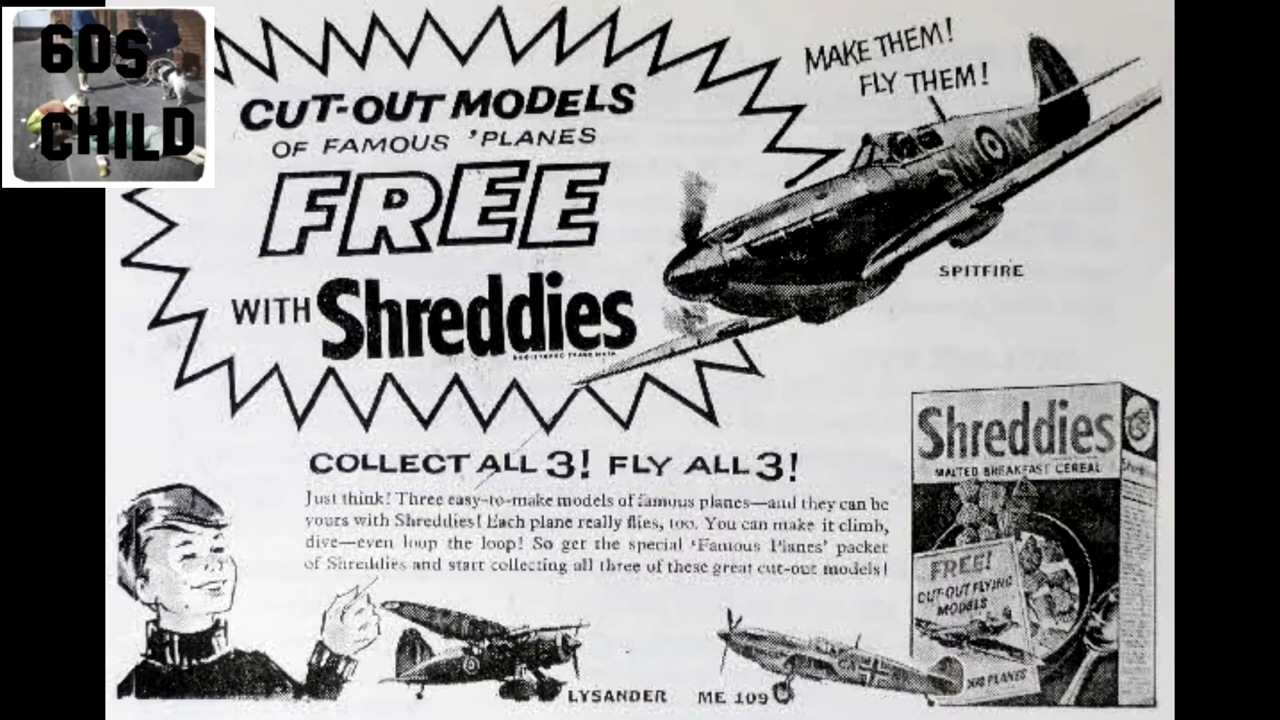 60s
CHILD
CUT-OUT MODELS
OF FAMOUS 'PLANES
FREE
WITH Shreddies
REGISTERED TRADE MARK
MAKE THEM!
FLY THEM!
SPITFIRE
COLLECT ALL 3! FLY ALL 3!
Just think! Three easy-to-make models of famous planes—and they can be
yours with Shreddies! Each plane really flies, too. You can make it climb,
dive—even loop the loop! So get the special 'Famous Planes' packet
of Shreddies and start collecting all three of these great cut-out models!
LYSANDER
ME 109
Shreddies
MALTED BREAKFAST CEREAL
FREE!
CUT-OUT FLYING
MODELS
PLANES